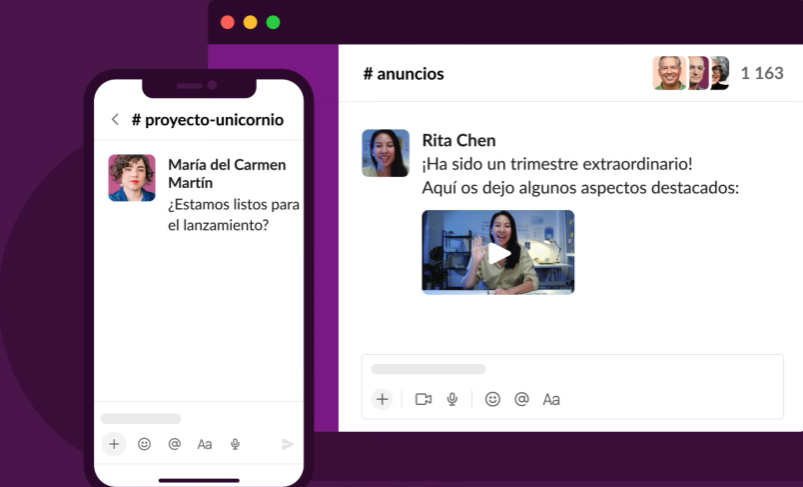 # proyecto-unicornio
María del Carmen
Martín
¿Estamos listos para
el lanzamiento?
Aa
# anuncios
1 163
Rita Chen
¡Ha sido un trimestre extraordinario!
Aquí os dejo algunos aspectos destacados:
Aa